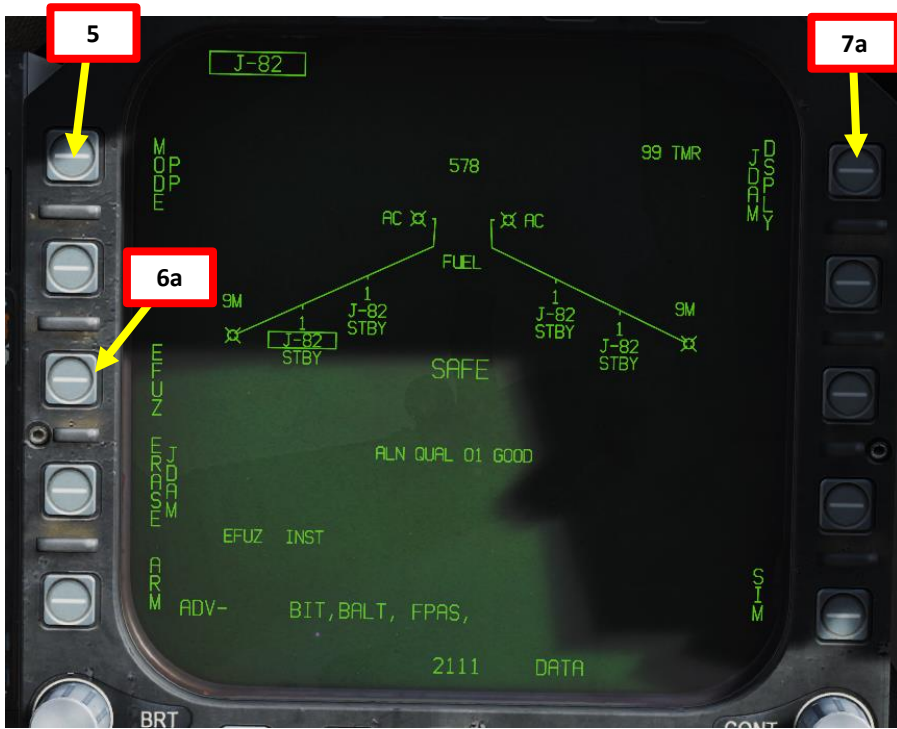 5
7a
J-82
MODE PP
578
99 TMR
JDAM DSPLY
AC AC
FUEL
6a
9M
1
J-82
STBY
1
J-82
STBY
1
J-82
STBY
1
J-82
STBY
9M
EFUZ
SAFE
ERASE JDAM
ALN QUAL 01 GOOD
EFUZ INST
ARM
SIM
ADV- BIT,BALT, FPAS,
2111 DATA
BRT
CONT